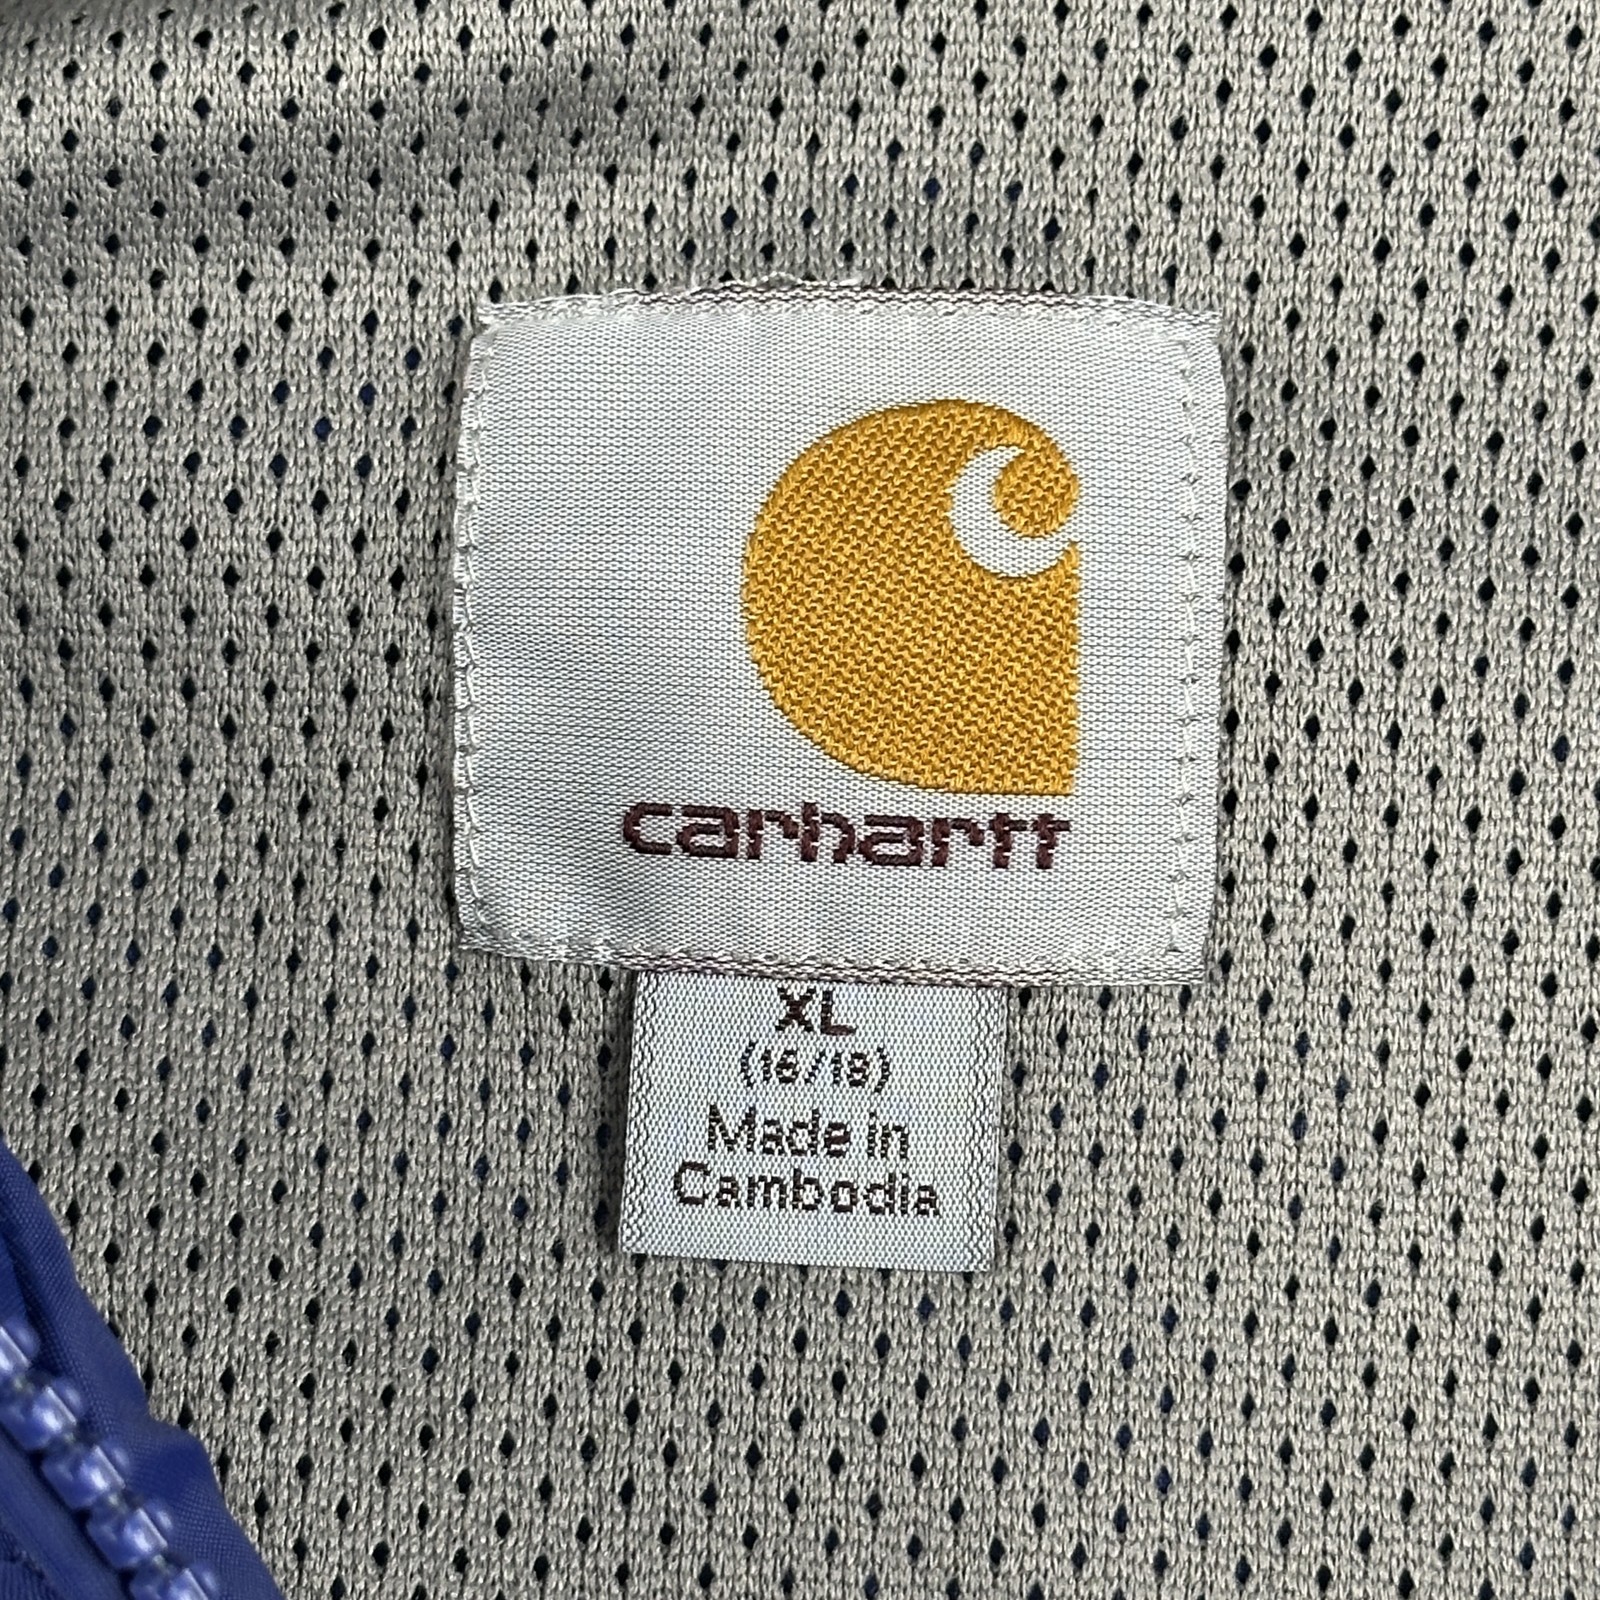 carhartt
XL
(16/18)
Made in
Cambodia